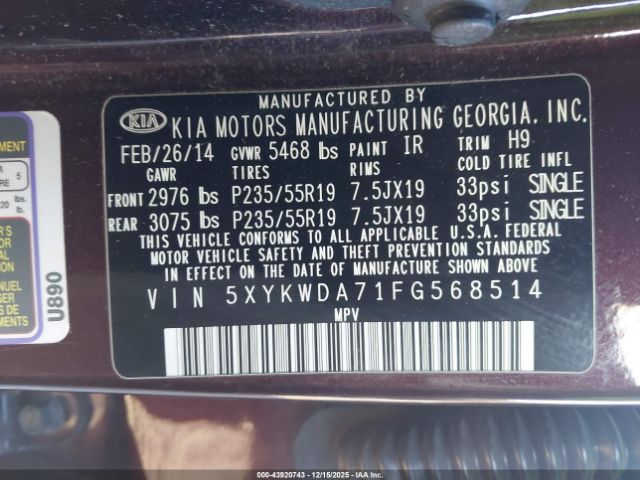 MANUFACTURED BY
KIA KIA MOTORS MANUFACTURING GEORGIA, INC.
FEB/26/14 GVWR 5468 lbs PAINT IR TRIM H9
GAWR TIRES RIMS COLD TIRE INFL
FRONT 2976 lbs P235/55R19 7.5JX19 33psi SINGLE
REAR 3075 lbs P235/55R19 7.5JX19 33psi SINGLE
THIS VEHICLE CONFORMS TO ALL APPLICABLE U.S.A. FEDERAL
MOTOR VEHICLE SAFETY AND THEFT PREVENTION STANDARDS
IN EFFECT ON THE DATE OF MANUFACTURE SHOWN ABOVE.
VIN 5XYKWDA71FG568514
MPV
5
U890
00-43920743 - 12/15/2025 - IAA Inc.